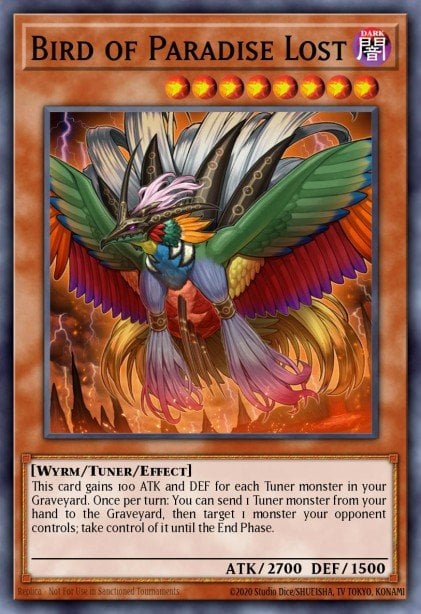 BIRD OF PARADISE LOST
DARK
闇
[WYRM/TUNER/EFFECT]
This card gains 100 ATK and DEF for each Tuner monster in your
Graveyard. Once per turn: You can send 1 Tuner monster from your
hand to the Graveyard, then target 1 monster your opponent
controls; take control of it until the End Phase.
ATK/2700 DEF/1500
Replica - Not For Use in Sanctioned Tournaments
©2020 Studio Dice/SHUEISHA, TV TOKYO, KONAMI